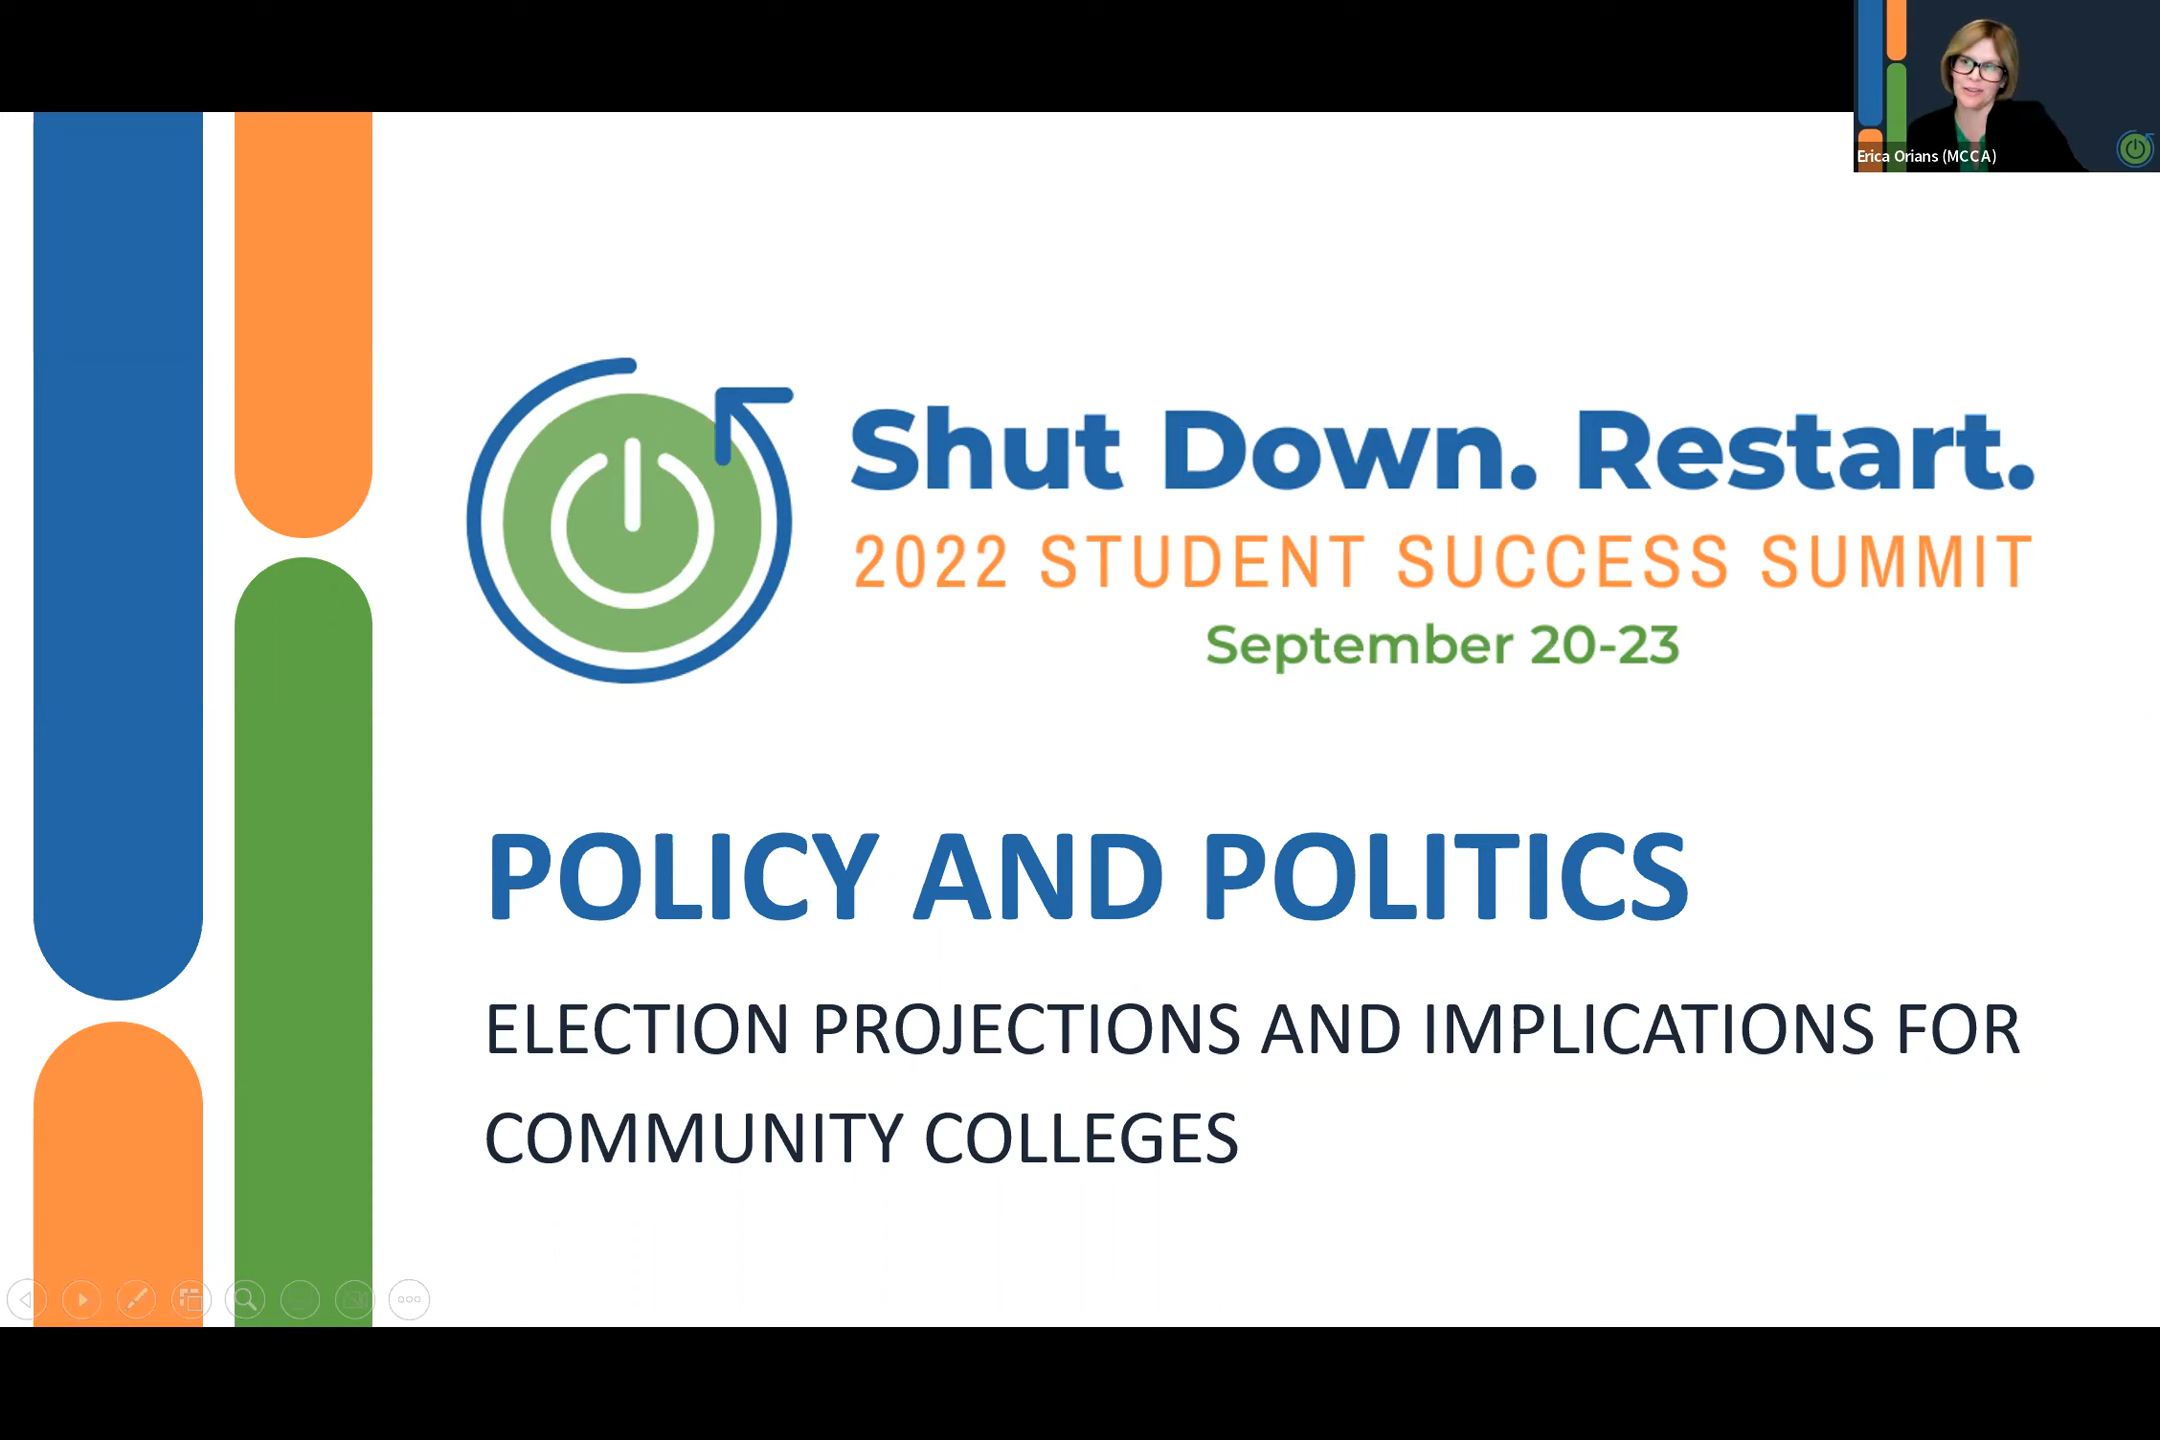 Erica Orians (MCCA)
Shut Down. Restart.
2022 STUDENT SUCCESS SUMMIT
September 20-23
POLICY AND POLITICS
ELECTION PROJECTIONS AND IMPLICATIONS FOR
COMMUNITY COLLEGES